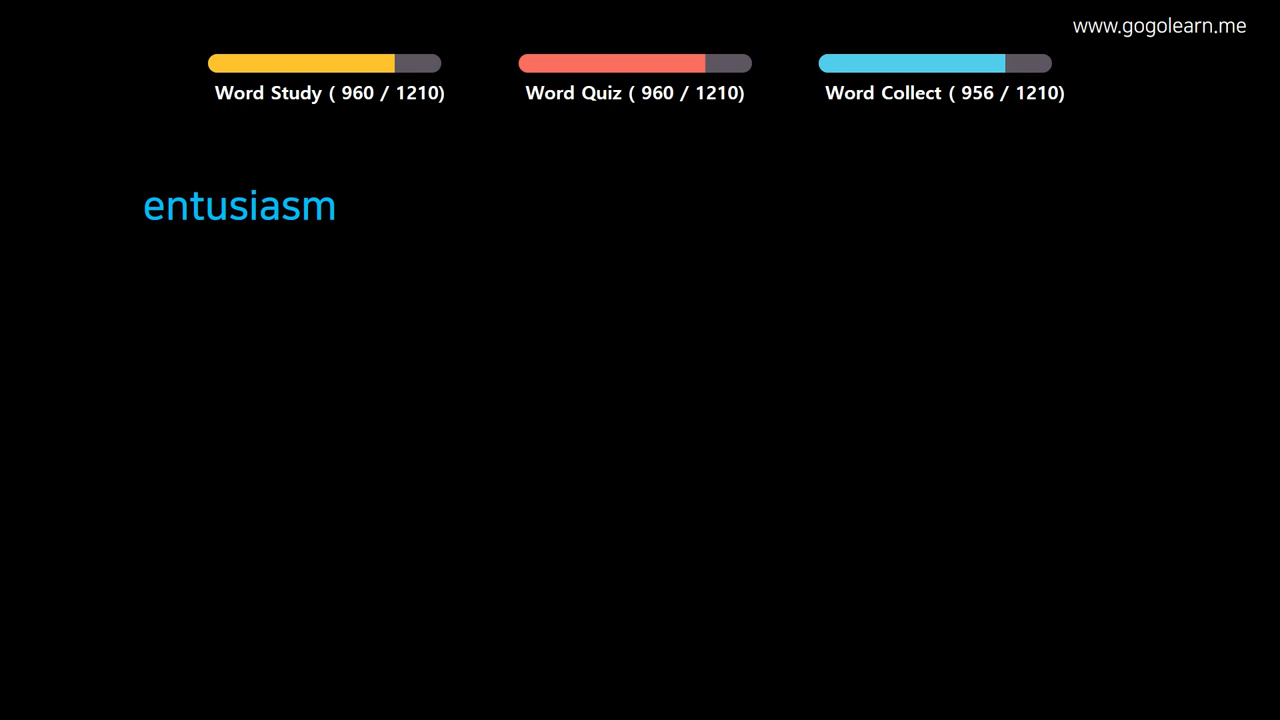 www.gogolearn.me
Word Study ( 960 / 1210)
Word Quiz ( 960 / 1210)
Word Collect ( 956 / 1210)
entusiasm